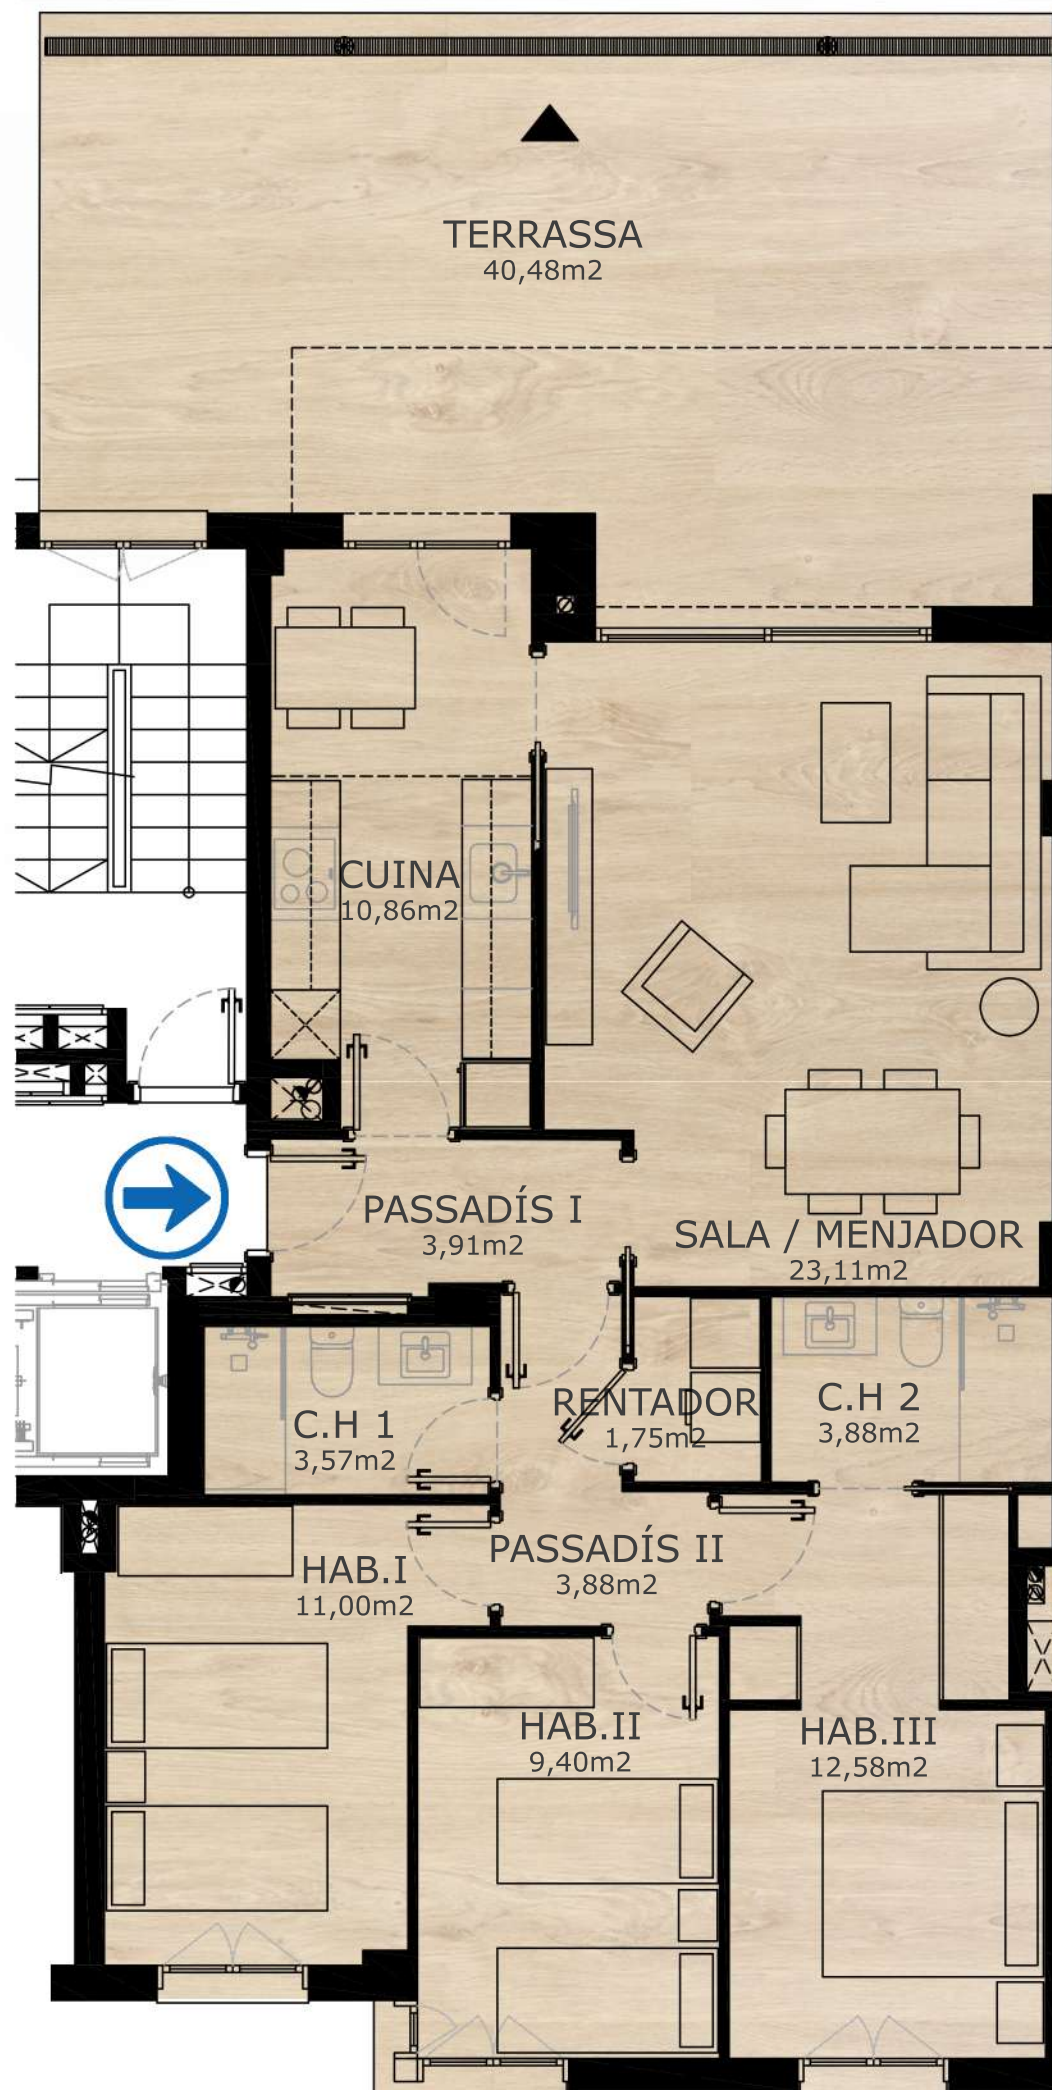 TERRASSA
40,48m2
CUINA
10,86m2
PASSADÍS I
3,91m2
SALA / MENJADOR
23,11m2
C.H 1
3,57m2
RENTADOR
1,75m2
C.H 2
3,88m2
PASSADÍS II
3,88m2
HAB.I
11,00m2
HAB.II
9,40m2
HAB.III
12,58m2